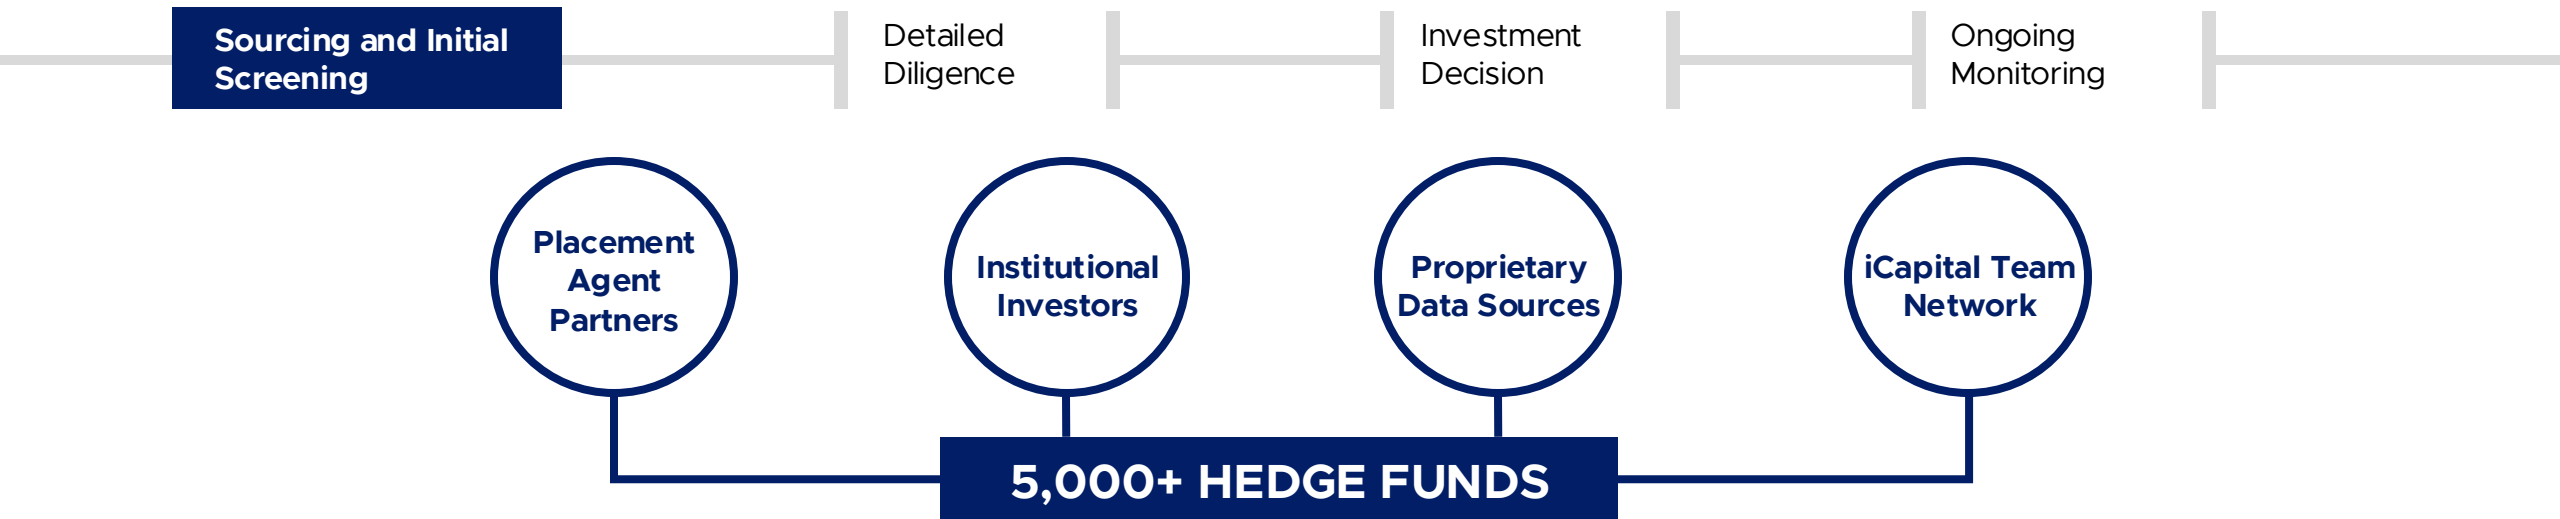 Sourcing and Initial
Screening
Detailed
Diligence
Investment
Decision
Ongoing
Monitoring
Placement
Agent
Partners
Institutional
Investors
Proprietary
Data Sources
iCapital Team
Network
5,000+ HEDGE FUNDS